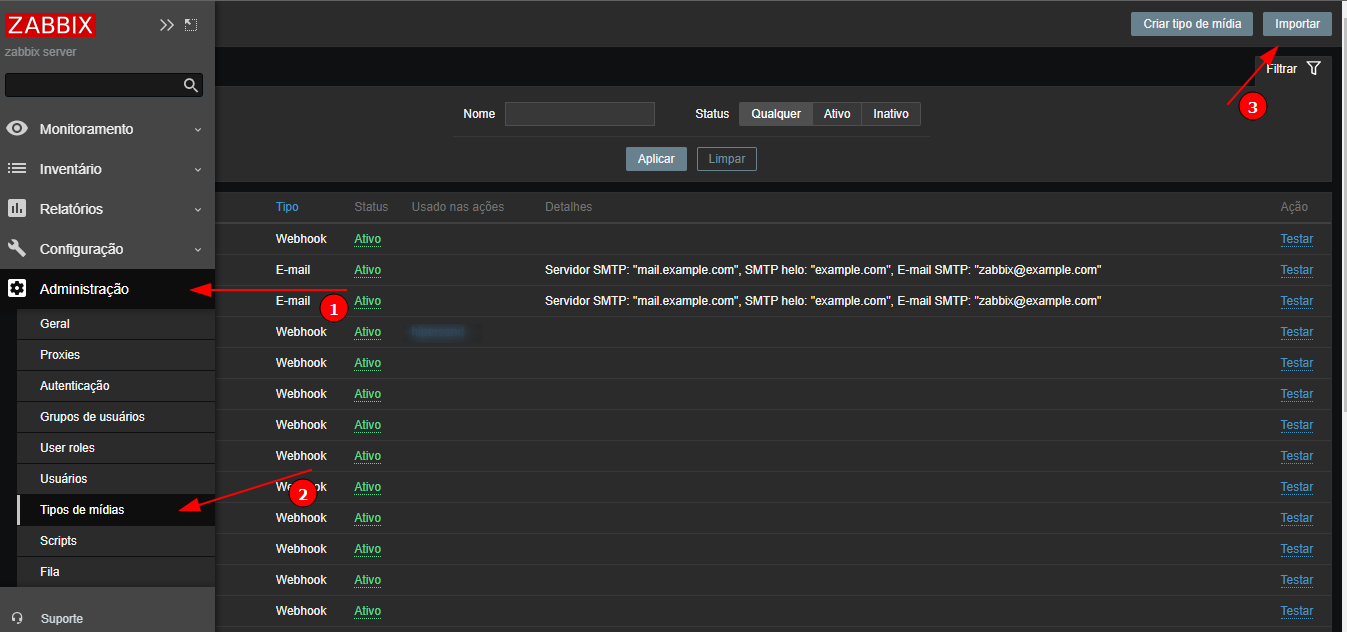 ZABBIX
zabbix server
Monitoramento
Inventário
Relatórios
Configuração
Administração
Geral
Proxies
Autenticação
Grupos de usuários
User roles
Usuários
Tipos de mídias
Scripts
Fila
Suporte
Criar tipo de mídia Importar
Filtrar
3
Nome Status Qualquer Ativo Inativo
Aplicar Limpar
Tipo Status Usado nas ações Detalhes Ação
Webhook Ativo Testar
E-mail Ativo Servidor SMTP: "mail.example.com", SMTP helo: "example.com", E-mail SMTP: "zabbix@example.com" Testar
E-mail Ativo Servidor SMTP: "mail.example.com", SMTP helo: "example.com", E-mail SMTP: "zabbix@example.com" Testar
1
Webhook Ativo Testar
Webhook Ativo Testar
Webhook Ativo Testar
Webhook Ativo Testar
Webhook Ativo Testar
Ativo Testar
2
Webhook Ativo Testar
Webhook Ativo Testar
Webhook Ativo Testar
Webhook Ativo Testar